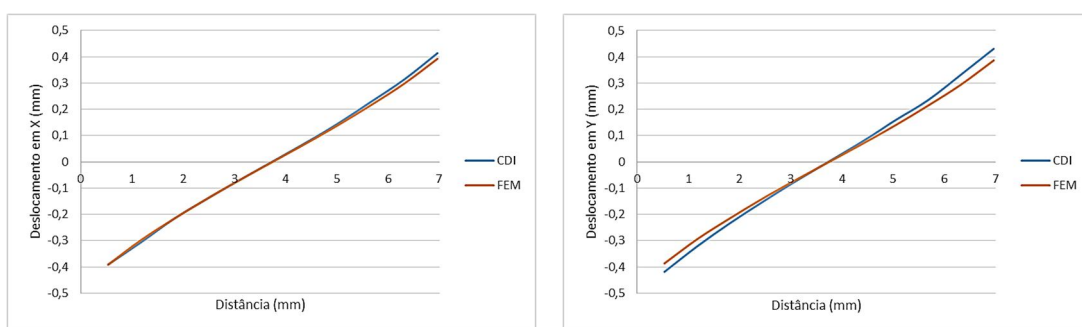 0,5
0,4
0,3
0,2
0,1
0
-0,1
-0,2
-0,3
-0,4
-0,5
0 1 2 3 4 5 6 7
Deslocamento em X (mm)
Distância (mm)
CDI
FEM
0,5
0,4
0,3
0,2
0,1
0
-0,1
-0,2
-0,3
-0,4
-0,5
0 1 2 3 4 5 6 7
Deslocamento em Y (mm)
Distância (mm)
CDI
FEM